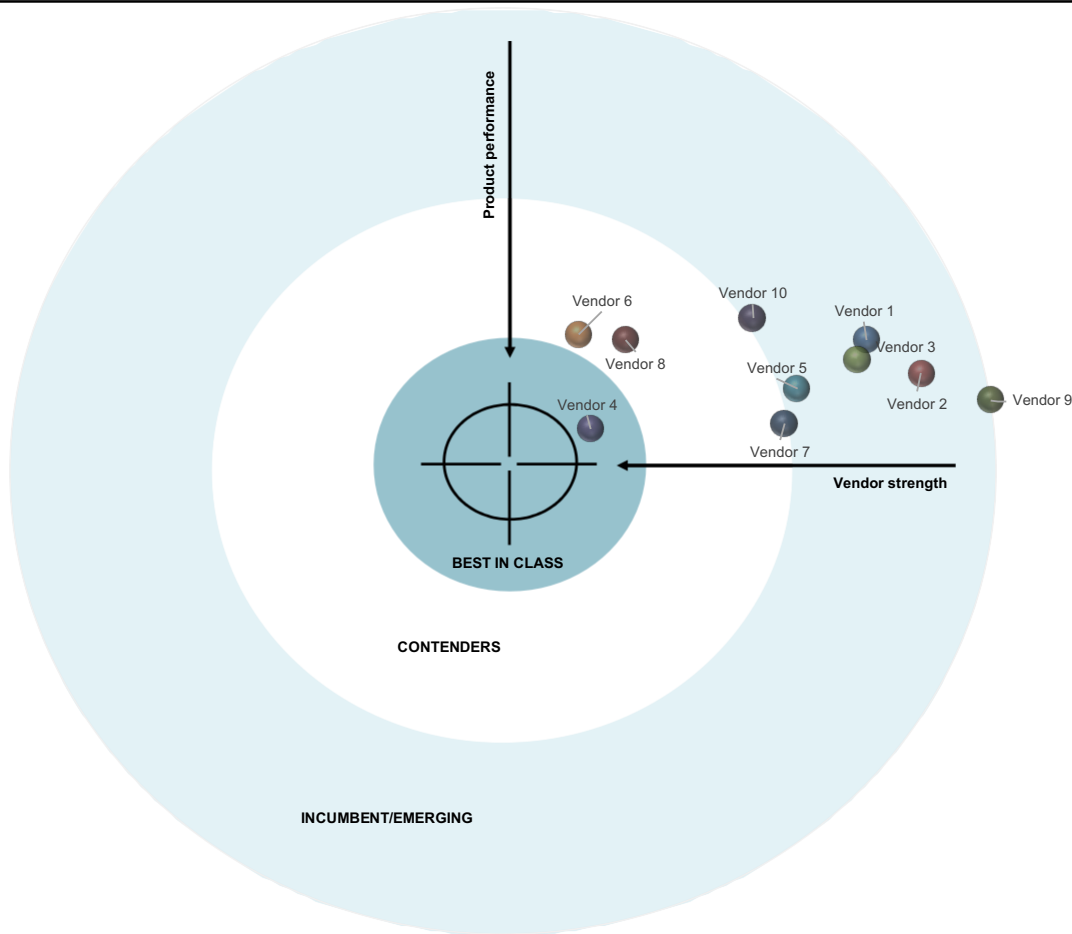 Product performance
Vendor 6
Vendor 10
Vendor 1
Vendor 3
Vendor 8
Vendor 5
Vendor 9
Vendor 4
Vendor 2
Vendor 7
Vendor strength
BEST IN CLASS
CONTENDERS
INCUMBENT/EMERGING